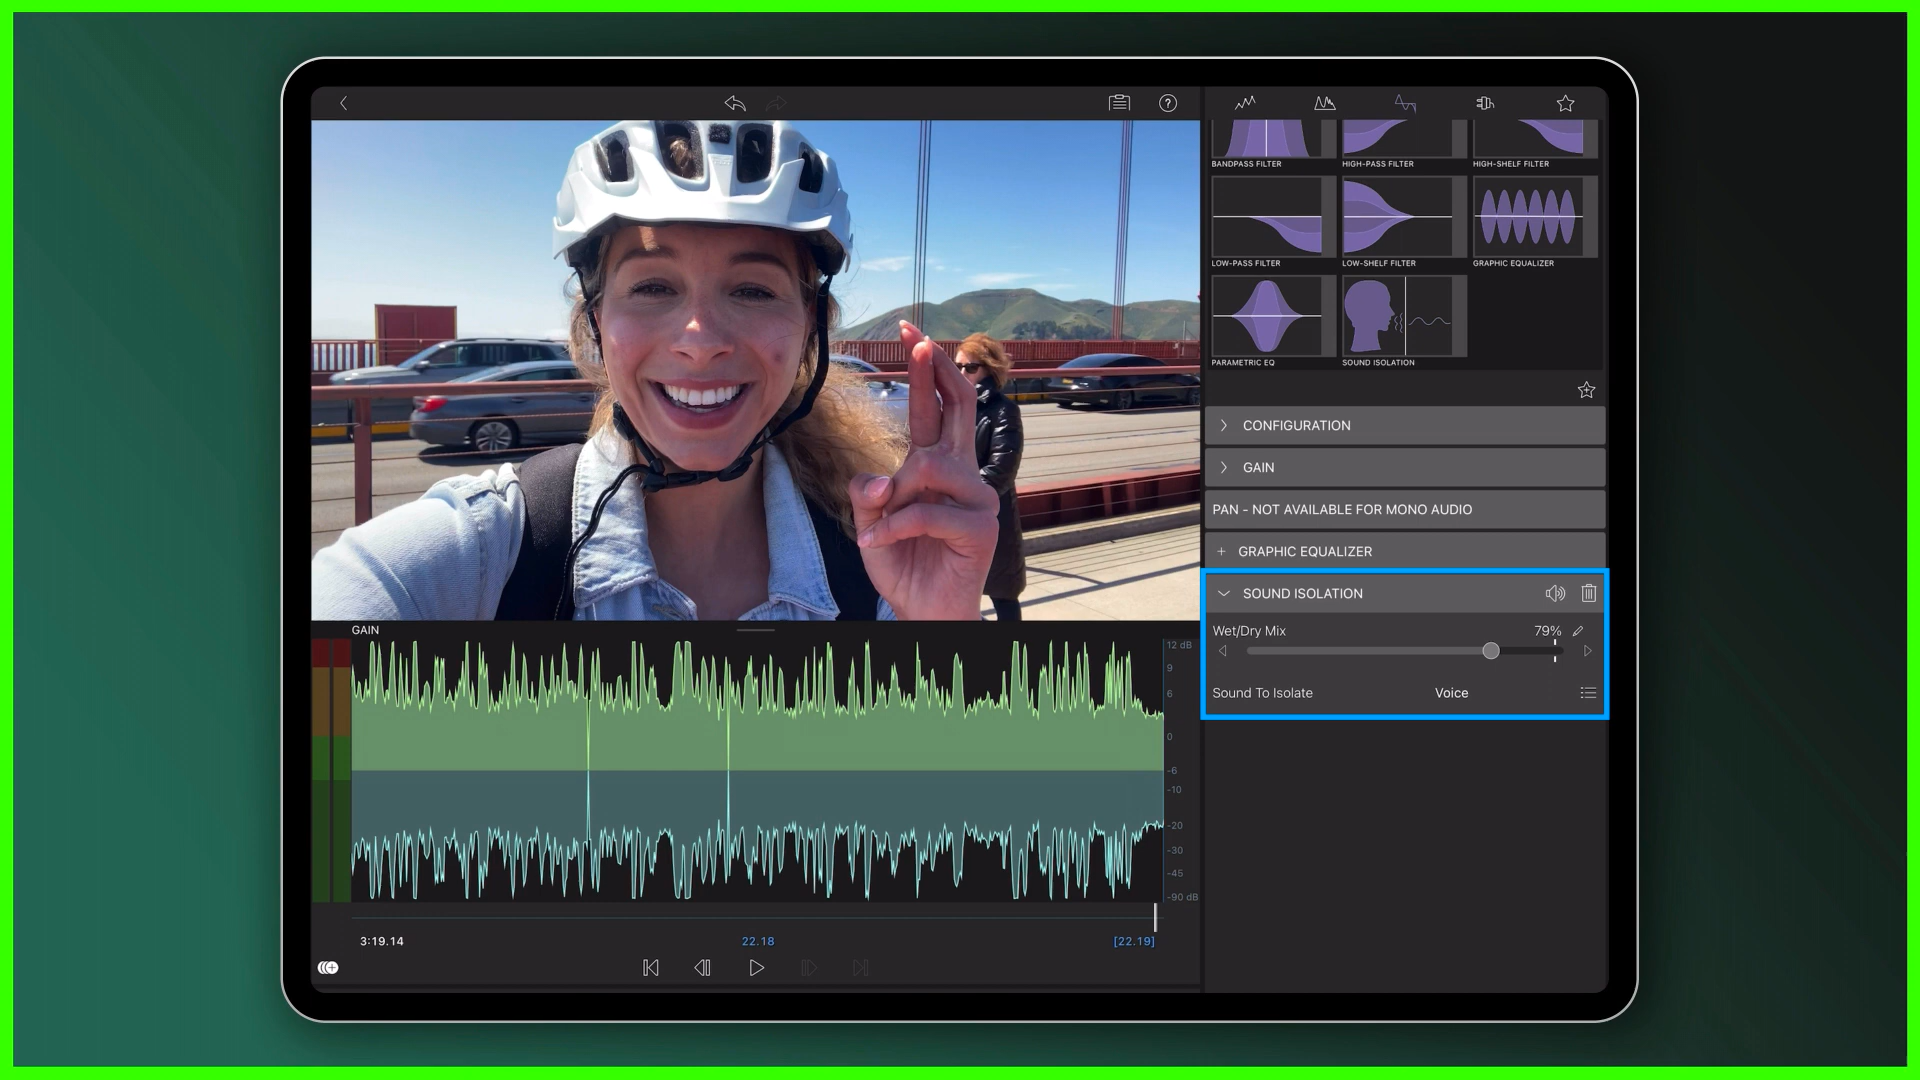 BANDPASS FILTER
HIGH-PASS FILTER
HIGH-SHELF FILTER
LOW-PASS FILTER
LOW-SHELF FILTER
GRAPHIC EQUALIZER
PARAMETRIC EQ
SOUND ISOLATION
CONFIGURATION
GAIN
PAN - NOT AVAILABLE FOR MONO AUDIO
+ GRAPHIC EQUALIZER
SOUND ISOLATION
Wet/Dry Mix 79%
Sound To Isolate Voice
GAIN
12 dB
9
6
0
-6
-10
-20
-30
-45
-90 dB
3:19.14 22.18 [22.19]